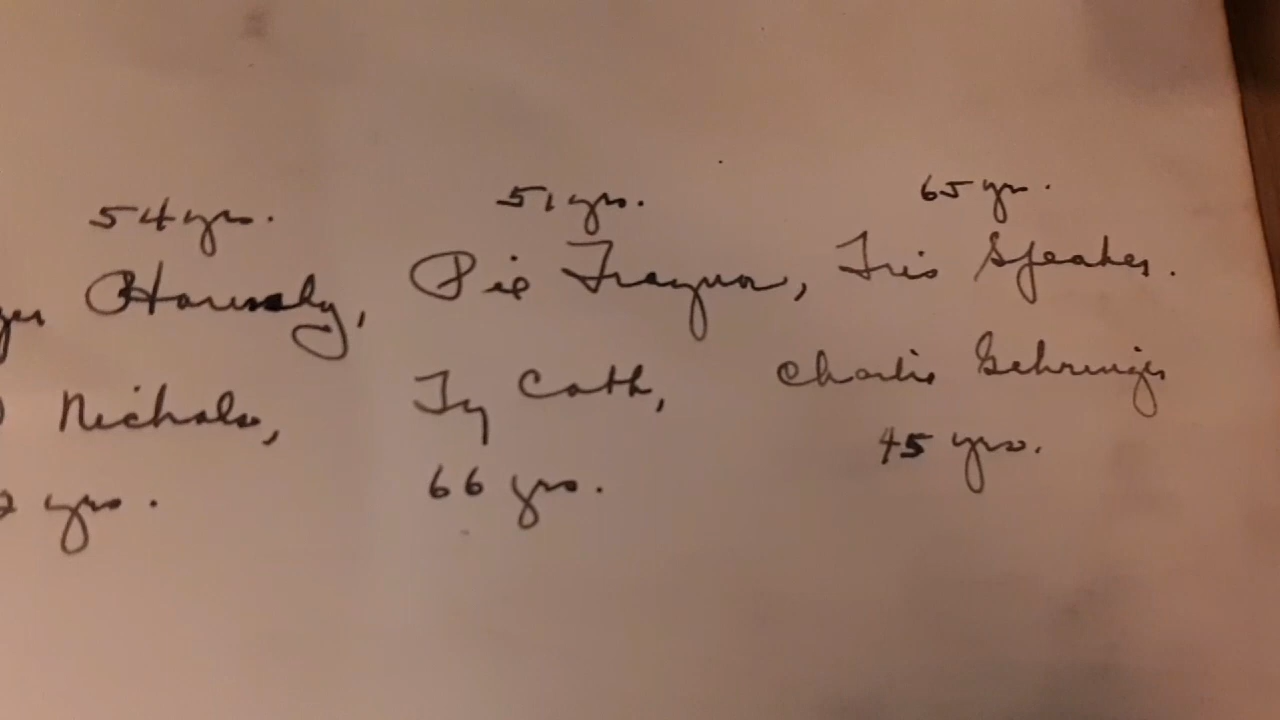 54 yrs. 51 yrs. 65 yrs.
Hornsby, Pie Traynor, Tris Speaker.
Nichols, Ty Cobb, Charlie Gehringer
yrs. 66 yrs. 45 yrs.